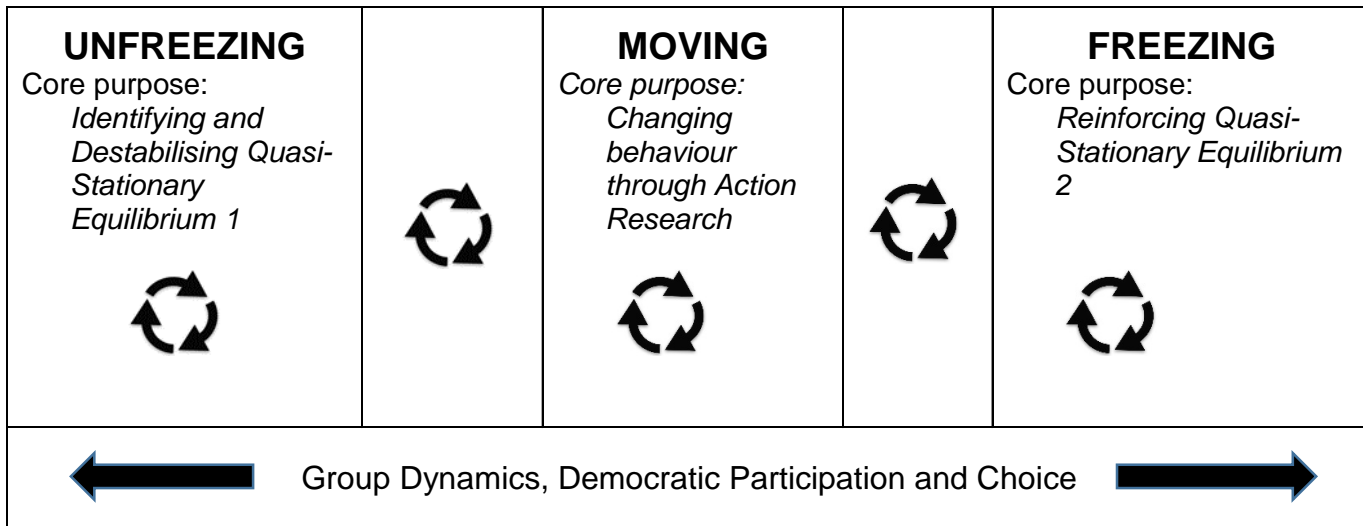 UNFREEZING
Core purpose:
Identifying and
Destabilising Quasi-
Stationary
Equilibrium 1
MOVING
Core purpose:
Changing
behaviour
through Action
Research
FREEZING
Core purpose:
Reinforcing Quasi-
Stationary Equilibrium
2
Group Dynamics, Democratic Participation and Choice